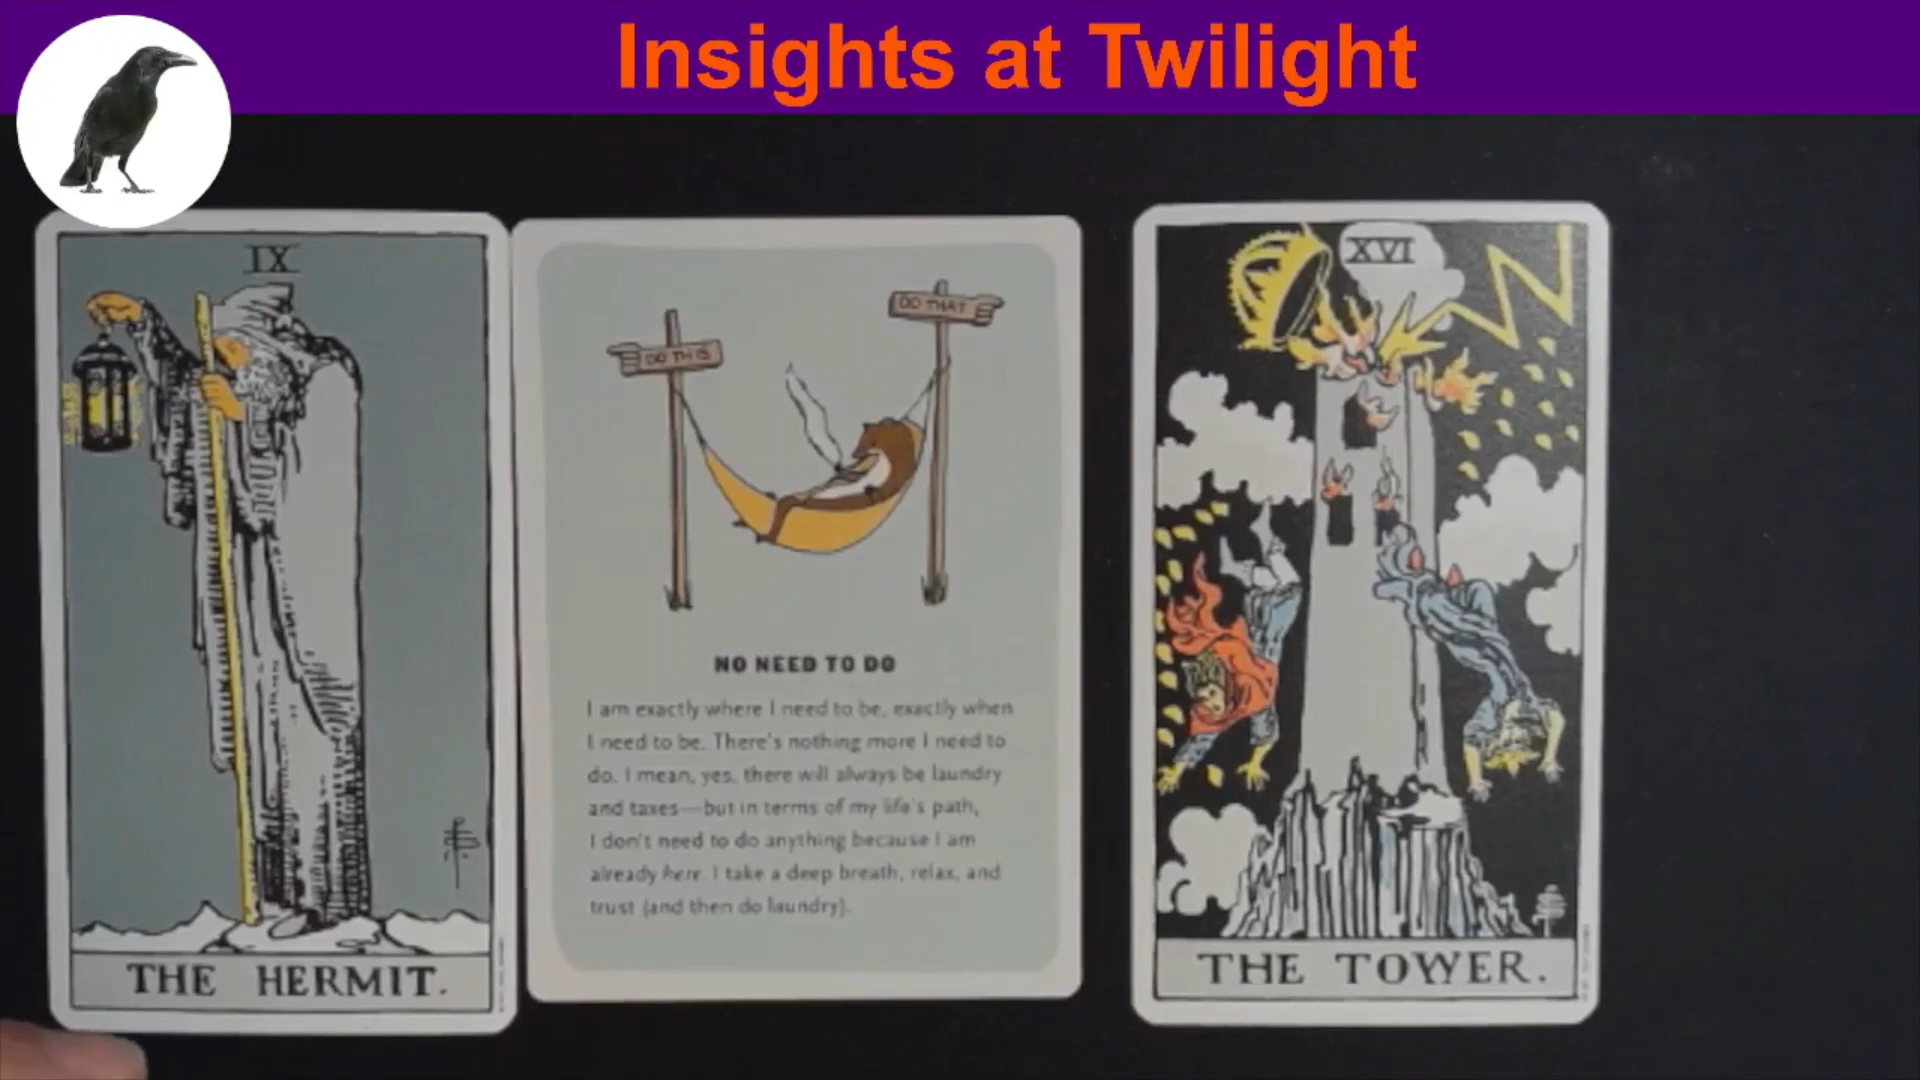 Insights at Twilight
IX
THE HERMIT.
DO THIS
DO THAT
NO NEED TO DO
I am exactly where I need to be, exactly when
I need to be. There's nothing more I need to
do. I mean, yes, there will always be laundry
and taxes—but in terms of my life's path,
I don't need to do anything because I am
already here. I take a deep breath, relax, and
trust (and then do laundry).
XVI
THE TOWER.